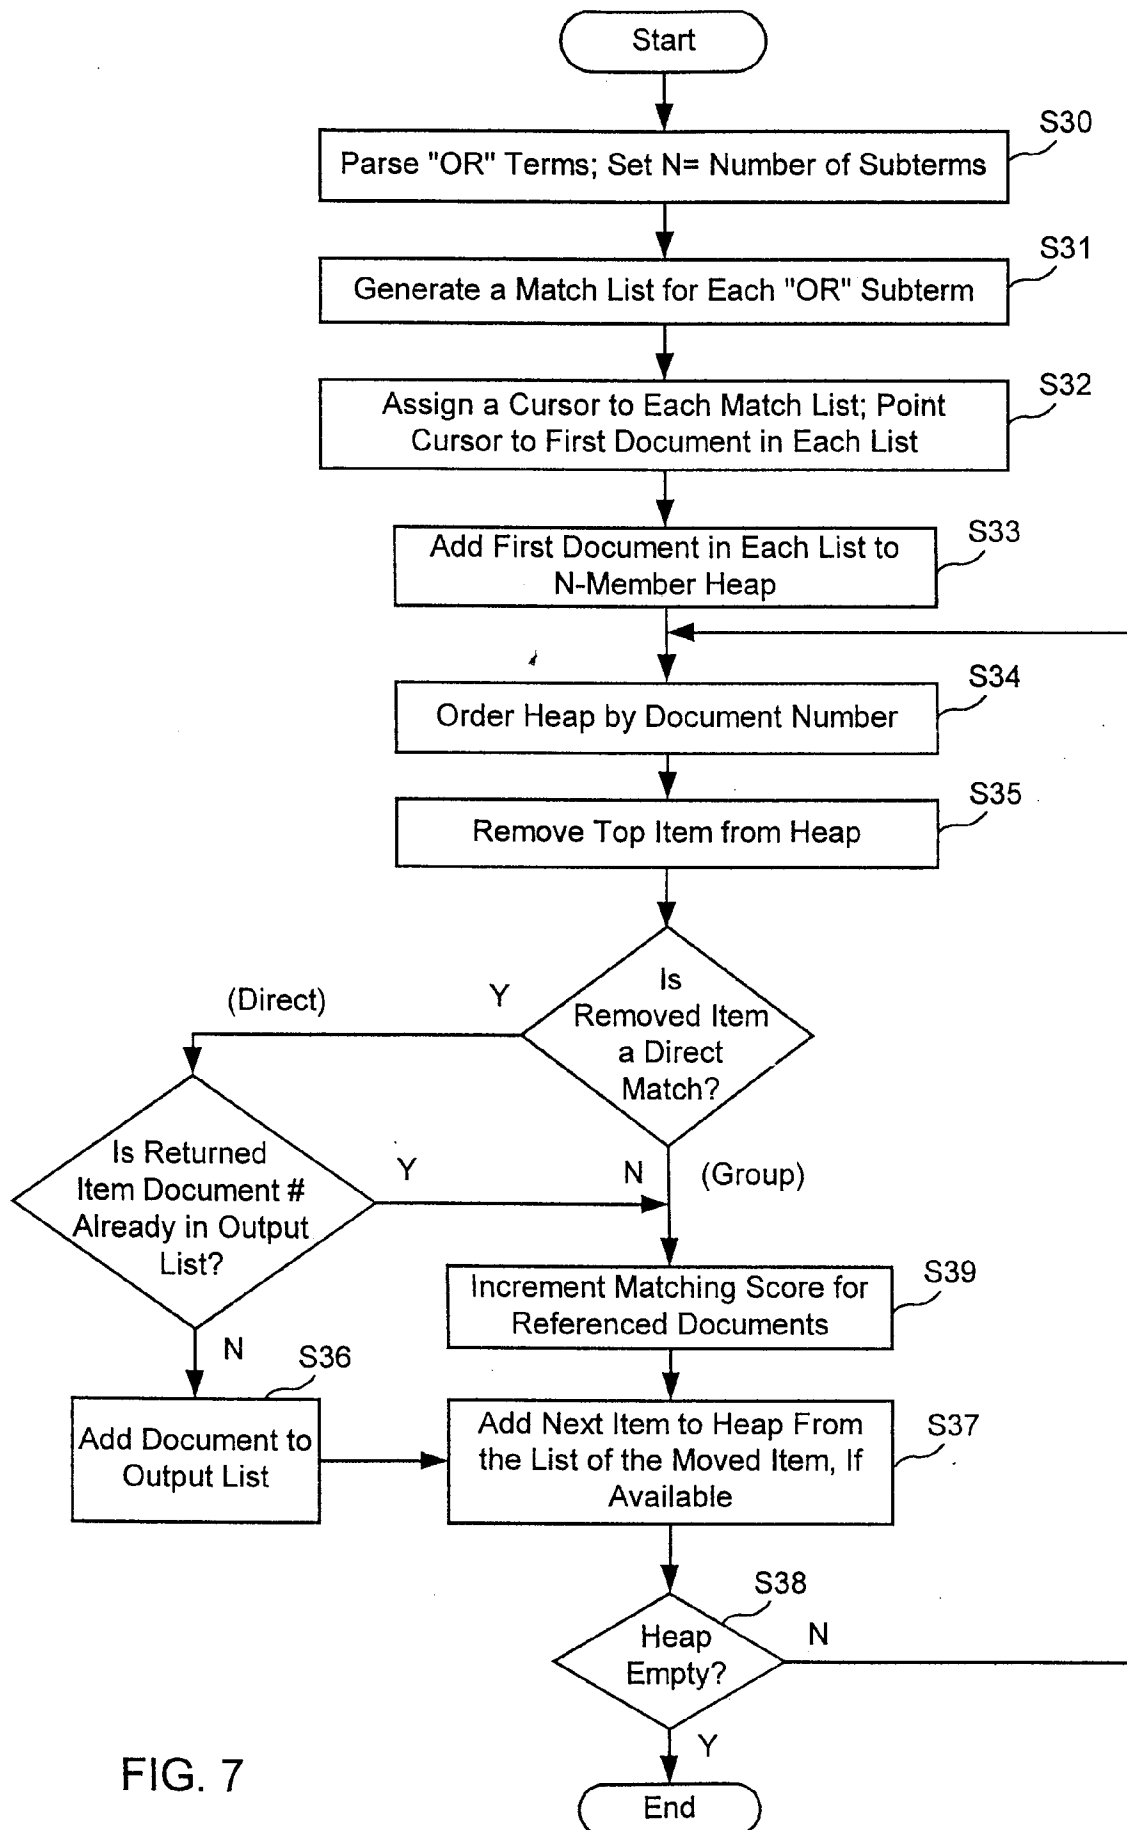 Start
S30
Parse "OR" Terms; Set N= Number of Subterms
S31
Generate a Match List for Each "OR" Subterm
S32
Assign a Cursor to Each Match List; Point
Cursor to First Document in Each List
S33
Add First Document in Each List to
N-Member Heap
S34
Order Heap by Document Number
S35
Remove Top Item from Heap
Is
Removed Item
a Direct
Match?
(Direct)
Y
Is Returned
Item Document #
Already in Output
List?
Y
N
(Group)
S39
Increment Matching Score for
Referenced Documents
N
S36
Add Document to
Output List
S37
Add Next Item to Heap From
the List of the Moved Item, If
Available
S38
Heap
Empty?
N
Y
End
FIG. 7